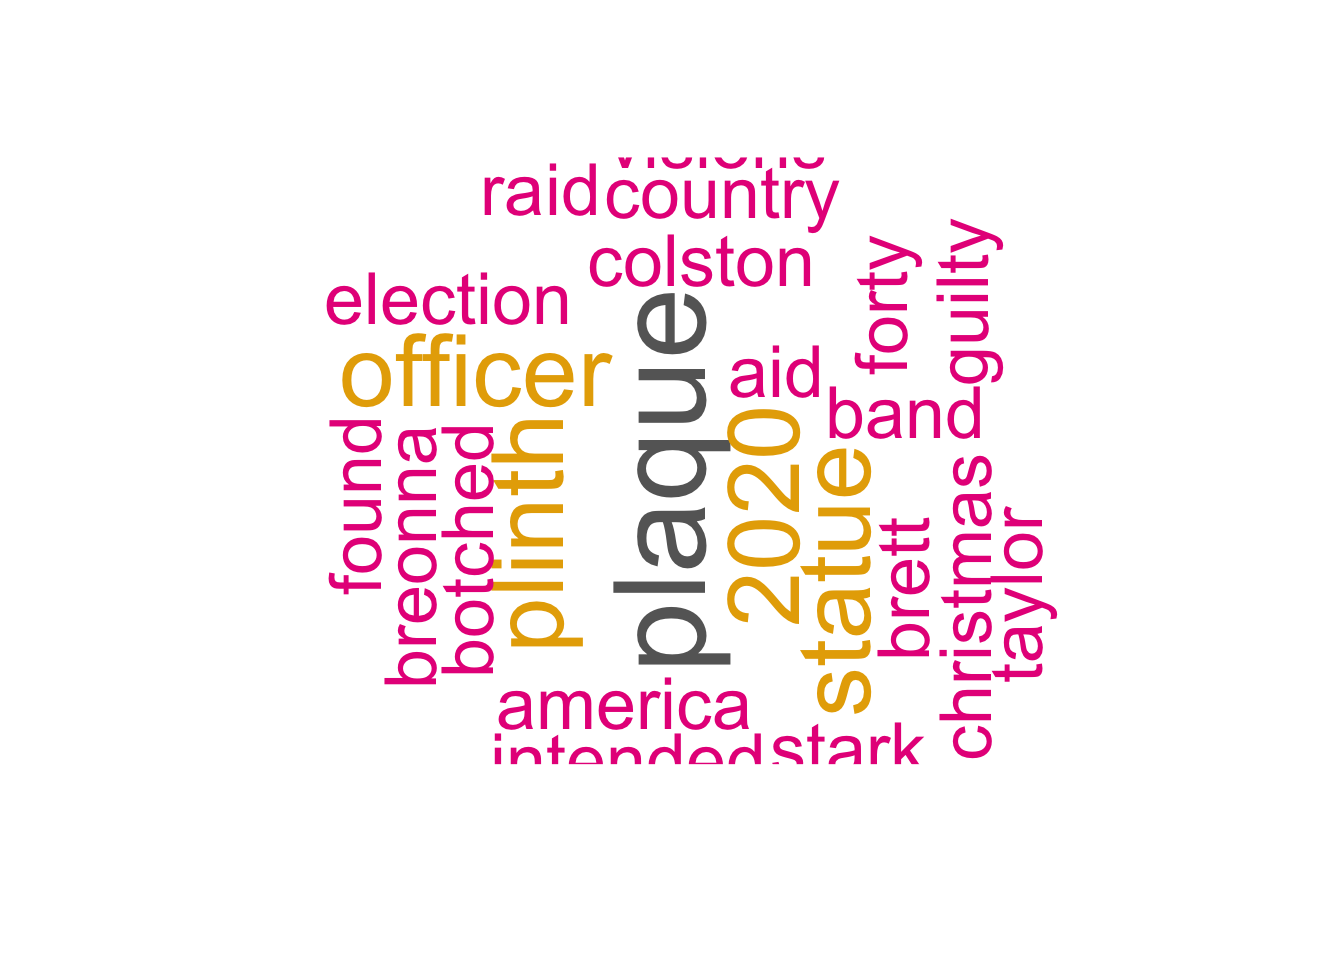 visions
raid
country
colston
election
forty
guilty
officer
plaque
aid
band
found
breonna
botched
plinth
2020
statue
brett
christmas
taylor
america
intended
stark